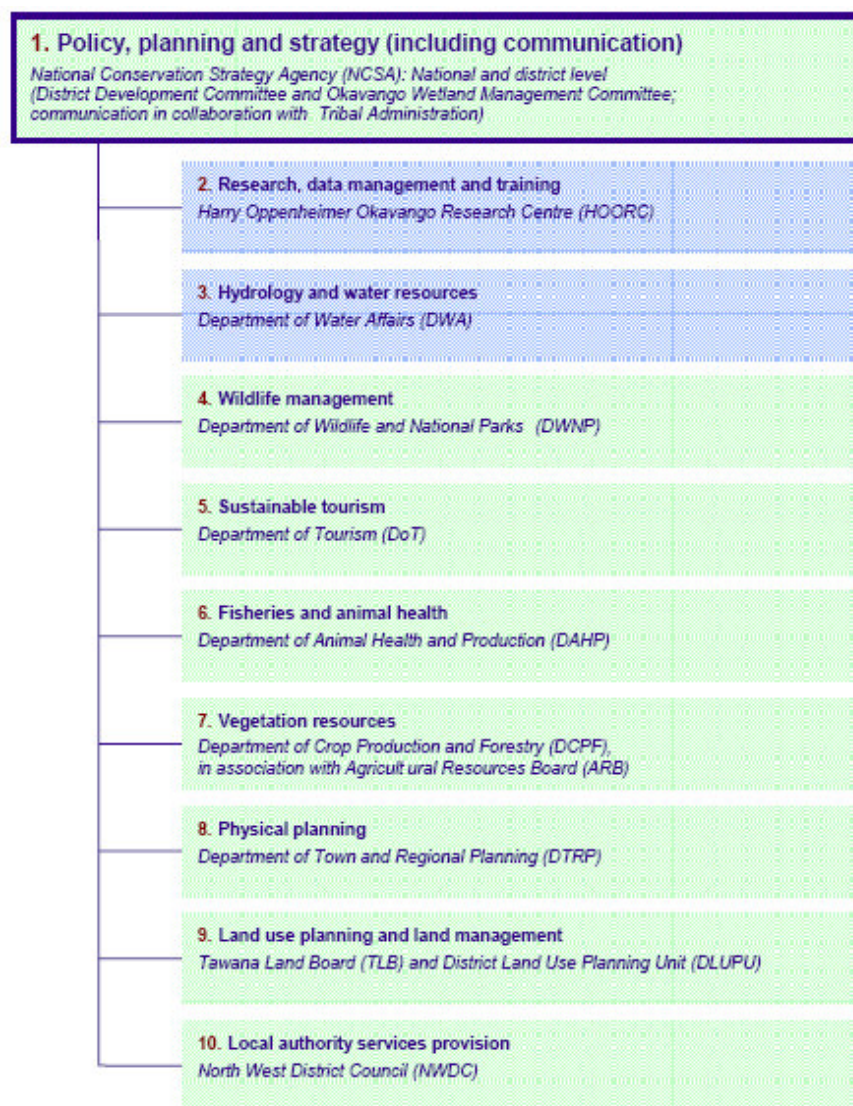 1. Policy, planning and strategy (including communication)
National Conservation Strategy Agency (NCSA): National and district level
(District Development Committee and Okavango Wetland Management Committee;
communication in collaboration with Tribal Administration)
2. Research, data management and training
Harry Oppenheimer Okavango Research Centre (HOORC)
3. Hydrology and water resources
Department of Water Affairs (DWA)
4. Wildlife management
Department of Wildlife and National Parks (DWNP)
5. Sustainable tourism
Department of Tourism (DoT)
6. Fisheries and animal health
Department of Animal Health and Production (DAHP)
7. Vegetation resources
Department of Crop Production and Forestry (DCPF),
in association with Agricultural Resources Board (ARB)
8. Physical planning
Department of Town and Regional Planning (DTRP)
9. Land use planning and land management
Tawana Land Board (TLB) and District Land Use Planning Unit (DLUPU)
10. Local authority services provision
North West District Council (NWDC)